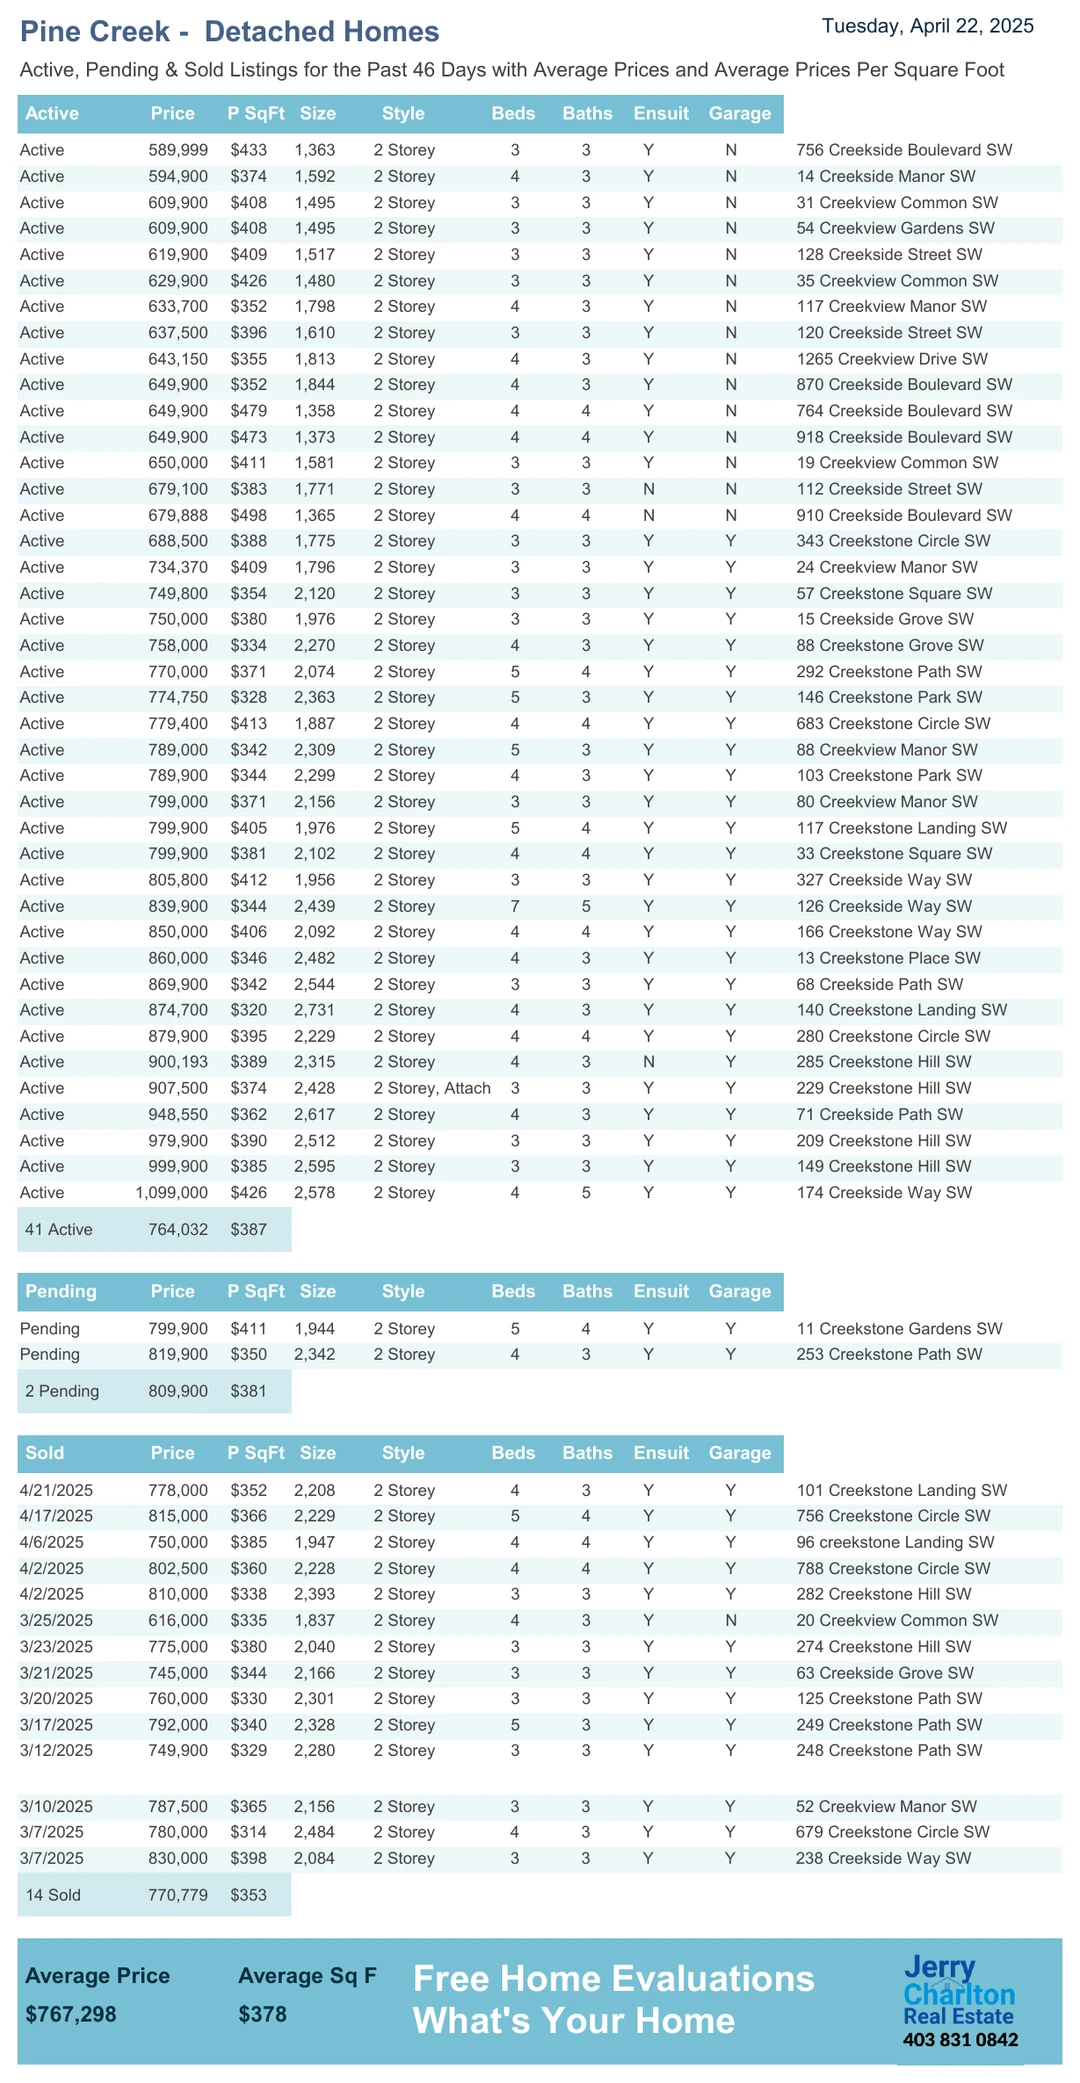 Pine Creek -  Detached Homes
Tuesday, April 22, 2025
Active, Pending & Sold Listings for the Past 46 Days with Average Prices and Average Prices Per Square Foot
Active Price P SqFt Size Style Beds Baths Ensuit Garage
Active 589,999 $433 1,363 2 Storey 3 3 Y N 756 Creekside Boulevard SW
Active 594,900 $374 1,592 2 Storey 4 3 Y N 14 Creekside Manor SW
Active 609,900 $408 1,495 2 Storey 3 3 Y N 31 Creekview Common SW
Active 609,900 $408 1,495 2 Storey 3 3 Y N 54 Creekview Gardens SW
Active 619,900 $409 1,517 2 Storey 3 3 Y N 128 Creekside Street SW
Active 629,900 $426 1,480 2 Storey 3 3 Y N 35 Creekview Common SW
Active 633,700 $352 1,798 2 Storey 4 3 Y N 117 Creekview Manor SW
Active 637,500 $396 1,610 2 Storey 3 3 Y N 120 Creekside Street SW
Active 643,150 $355 1,813 2 Storey 4 3 Y N 1265 Creekview Drive SW
Active 649,900 $352 1,844 2 Storey 4 3 Y N 870 Creekside Boulevard SW
Active 649,900 $479 1,358 2 Storey 4 4 Y N 764 Creekside Boulevard SW
Active 649,900 $473 1,373 2 Storey 4 4 Y N 918 Creekside Boulevard SW
Active 650,000 $411 1,581 2 Storey 3 3 Y N 19 Creekview Common SW
Active 679,100 $383 1,771 2 Storey 3 3 N N 112 Creekside Street SW
Active 679,888 $498 1,365 2 Storey 4 4 N N 910 Creekside Boulevard SW
Active 688,500 $388 1,775 2 Storey 3 3 Y Y 343 Creekstone Circle SW
Active 734,370 $409 1,796 2 Storey 3 3 Y Y 24 Creekview Manor SW
Active 749,800 $354 2,120 2 Storey 3 3 Y Y 57 Creekstone Square SW
Active 750,000 $380 1,976 2 Storey 3 3 Y Y 15 Creekside Grove SW
Active 758,000 $334 2,270 2 Storey 4 3 Y Y 88 Creekstone Grove SW
Active 770,000 $371 2,074 2 Storey 5 4 Y Y 292 Creekstone Path SW
Active 774,750 $328 2,363 2 Storey 5 3 Y Y 146 Creekstone Park SW
Active 779,400 $413 1,887 2 Storey 4 4 Y Y 683 Creekstone Circle SW
Active 789,000 $342 2,309 2 Storey 5 3 Y Y 88 Creekview Manor SW
Active 789,900 $344 2,299 2 Storey 4 3 Y Y 103 Creekstone Park SW
Active 799,000 $371 2,156 2 Storey 3 3 Y Y 80 Creekview Manor SW
Active 799,900 $405 1,976 2 Storey 5 4 Y Y 117 Creekstone Landing SW
Active 799,900 $381 2,102 2 Storey 4 4 Y Y 33 Creekstone Square SW
Active 805,800 $412 1,956 2 Storey 3 3 Y Y 327 Creekside Way SW
Active 839,900 $344 2,439 2 Storey 7 5 Y Y 126 Creekside Way SW
Active 850,000 $406 2,092 2 Storey 4 4 Y Y 166 Creekstone Way SW
Active 860,000 $346 2,482 2 Storey 4 3 Y Y 13 Creekstone Place SW
Active 869,900 $342 2,544 2 Storey 3 3 Y Y 68 Creekside Path SW
Active 874,700 $320 2,731 2 Storey 4 3 Y Y 140 Creekstone Landing SW
Active 879,900 $395 2,229 2 Storey 4 4 Y Y 280 Creekstone Circle SW
Active 900,193 $389 2,315 2 Storey 4 3 N Y 285 Creekstone Hill SW
Active 907,500 $374 2,428 2 Storey, Attach 3 3 Y Y 229 Creekstone Hill SW
Active 948,550 $362 2,617 2 Storey 4 3 Y Y 71 Creekside Path SW
Active 979,900 $390 2,512 2 Storey 3 3 Y Y 209 Creekstone Hill SW
Active 999,900 $385 2,595 2 Storey 3 3 Y Y 149 Creekstone Hill SW
Active 1,099,000 $426 2,578 2 Storey 4 5 Y Y 174 Creekside Way SW
41 Active 764,032 $387
Pending Price P SqFt Size Style Beds Baths Ensuit Garage
Pending 799,900 $411 1,944 2 Storey 5 4 Y Y 11 Creekstone Gardens SW
Pending 819,900 $350 2,342 2 Storey 4 3 Y Y 253 Creekstone Path SW
2 Pending 809,900 $381
Sold Price P SqFt Size Style Beds Baths Ensuit Garage
4/21/2025 778,000 $352 2,208 2 Storey 4 3 Y Y 101 Creekstone Landing SW
4/17/2025 815,000 $366 2,229 2 Storey 5 4 Y Y 756 Creekstone Circle SW
4/6/2025 750,000 $385 1,947 2 Storey 4 4 Y Y 96 creekstone Landing SW
4/2/2025 802,500 $360 2,228 2 Storey 4 4 Y Y 788 Creekstone Circle SW
4/2/2025 810,000 $338 2,393 2 Storey 3 3 Y Y 282 Creekstone Hill SW
3/25/2025 616,000 $335 1,837 2 Storey 4 3 Y N 20 Creekview Common SW
3/23/2025 775,000 $380 2,040 2 Storey 3 3 Y Y 274 Creekstone Hill SW
3/21/2025 745,000 $344 2,166 2 Storey 3 3 Y Y 63 Creekside Grove SW
3/20/2025 760,000 $330 2,301 2 Storey 3 3 Y Y 125 Creekstone Path SW
3/17/2025 792,000 $340 2,328 2 Storey 5 3 Y Y 249 Creekstone Path SW
3/12/2025 749,900 $329 2,280 2 Storey 3 3 Y Y 248 Creekstone Path SW
3/10/2025 787,500 $365 2,156 2 Storey 3 3 Y Y 52 Creekview Manor SW
3/7/2025 780,000 $314 2,484 2 Storey 4 3 Y Y 679 Creekstone Circle SW
3/7/2025 830,000 $398 2,084 2 Storey 3 3 Y Y 238 Creekside Way SW
14 Sold 770,779 $353
Average Price Average Sq F
$767,298 $378
Free Home Evaluations
What's Your Home
Jerry
Charlton
Real Estate
403 831 0842